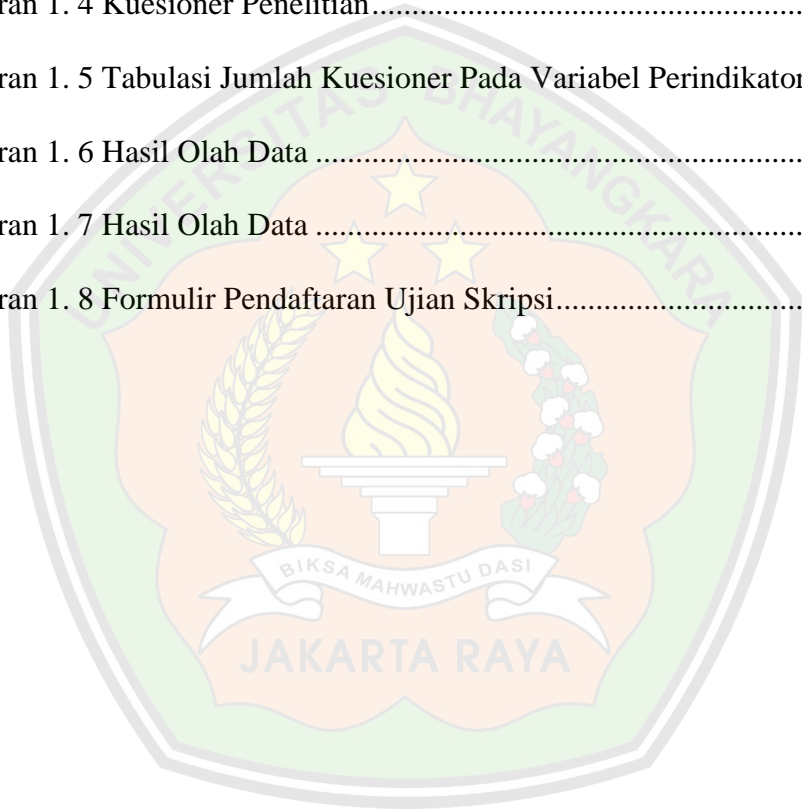 ran 1. 4 Kuesioner Penelitian......................................................
ran 1. 5 Tabulasi Jumlah Kuesioner Pada Variabel Perindikator
ran 1. 6 Hasil Olah Data .............................................................
ran 1. 7 Hasil Olah Data .............................................................
ran 1. 8 Formulir Pendaftaran Ujian Skripsi...............................
UNIVERSITAS BHAYANGKARA
BIKSA MAHWASTU DASI
JAKARTA RAYA